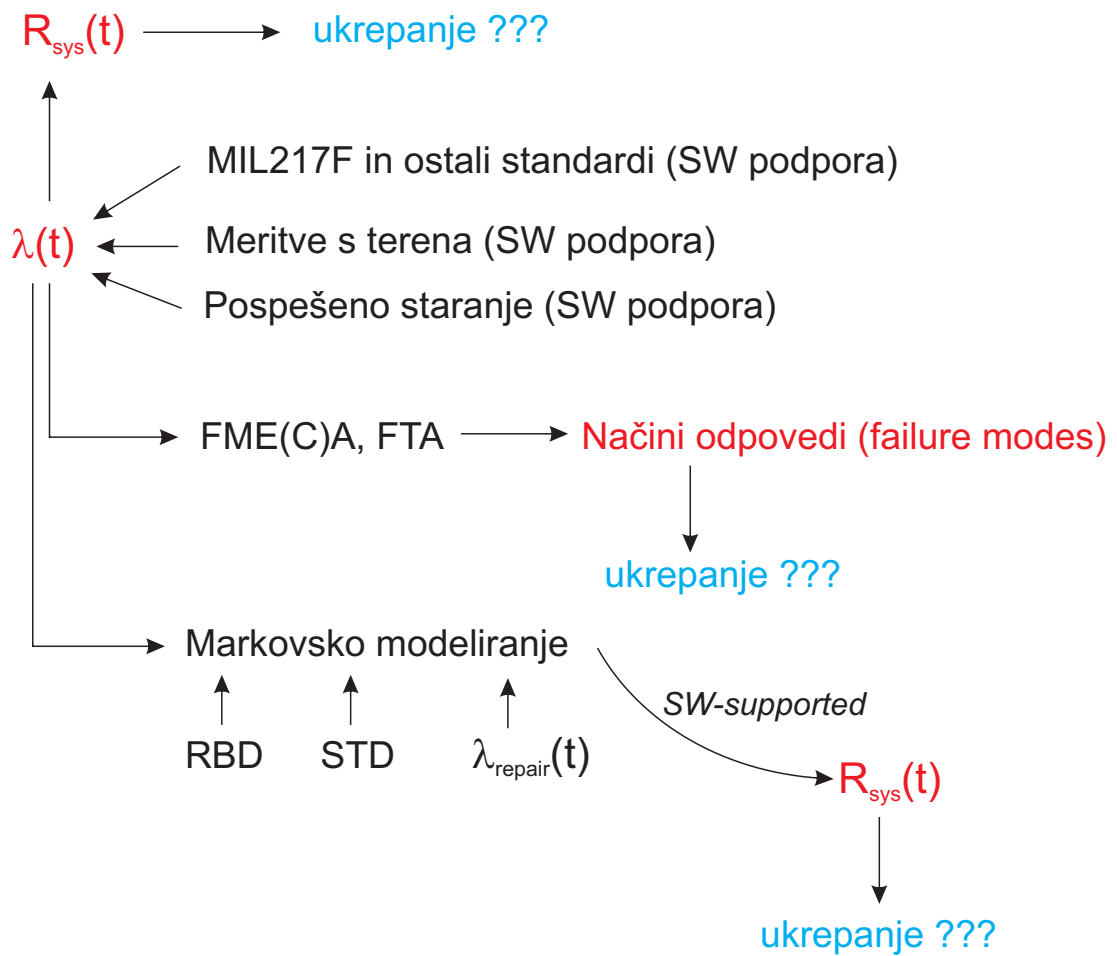 Rsys(t) ukrepanje ???
MIL217F in ostali standardi (SW podpora)
λ(t) Meritve s terena (SW podpora)
Pospešeno staranje (SW podpora)
FME(C)A, FTA Načini odpovedi (failure modes)
ukrepanje ???
Markovsko modeliranje
SW-supported
RBD STD λrepair(t)
Rsys(t)
ukrepanje ???